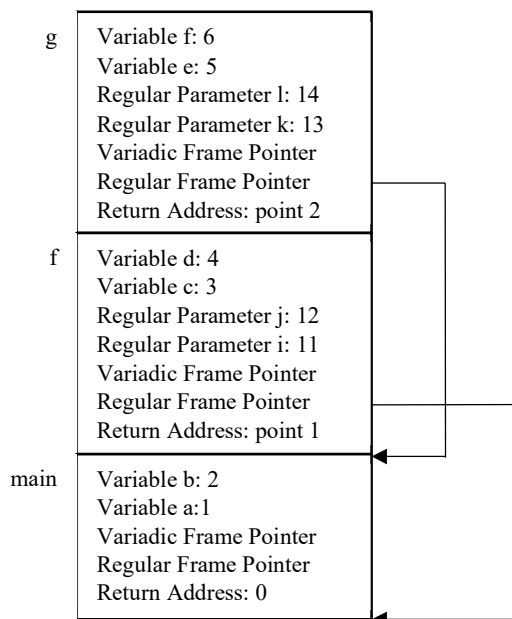 g
Variable f: 6
Variable e: 5
Regular Parameter l: 14
Regular Parameter k: 13
Variadic Frame Pointer
Regular Frame Pointer
Return Address: point 2
f
Variable d: 4
Variable c: 3
Regular Parameter j: 12
Regular Parameter i: 11
Variadic Frame Pointer
Regular Frame Pointer
Return Address: point 1
main
Variable b: 2
Variable a:1
Variadic Frame Pointer
Regular Frame Pointer
Return Address: 0